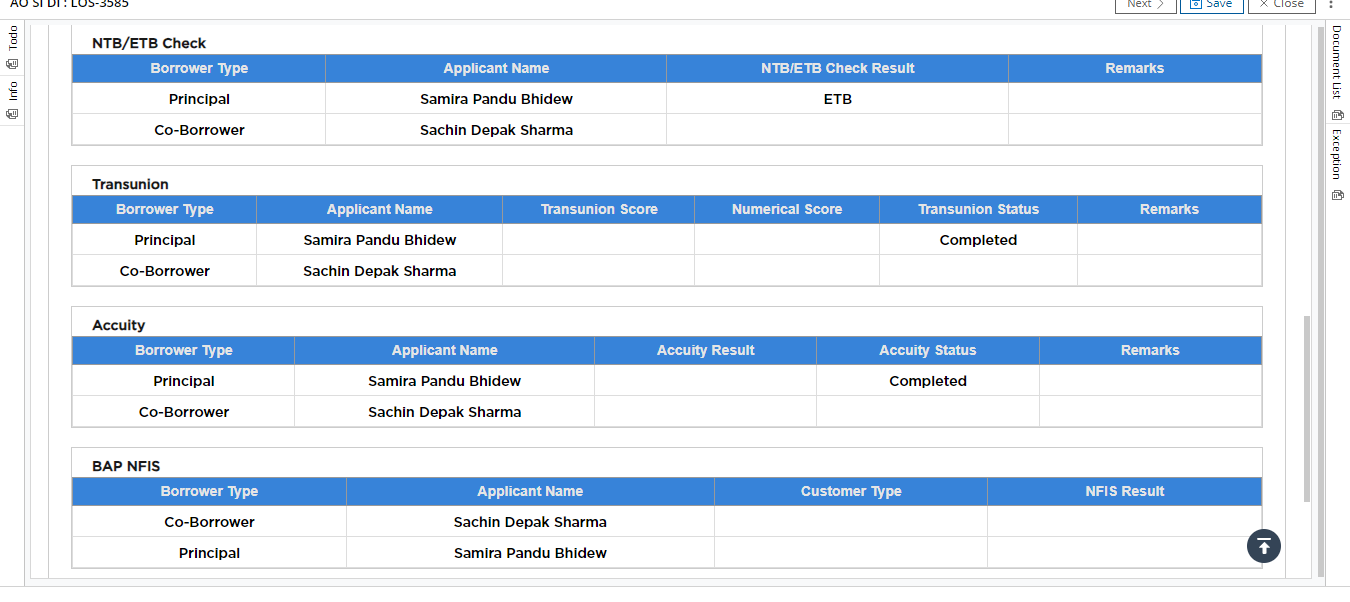 AO SI DI : LOS-3585
Next Save Close
Todo
Info
Document List
Exception
NTB/ETB Check
Borrower Type Applicant Name NTB/ETB Check Result Remarks
Principal Samira Pandu Bhidew ETB
Co-Borrower Sachin Depak Sharma
Transunion
Borrower Type Applicant Name Transunion Score Numerical Score Transunion Status Remarks
Principal Samira Pandu Bhidew Completed
Co-Borrower Sachin Depak Sharma
Accuity
Borrower Type Applicant Name Accuity Result Accuity Status Remarks
Principal Samira Pandu Bhidew Completed
Co-Borrower Sachin Depak Sharma
BAP NFIS
Borrower Type Applicant Name Customer Type NFIS Result
Co-Borrower Sachin Depak Sharma
Principal Samira Pandu Bhidew